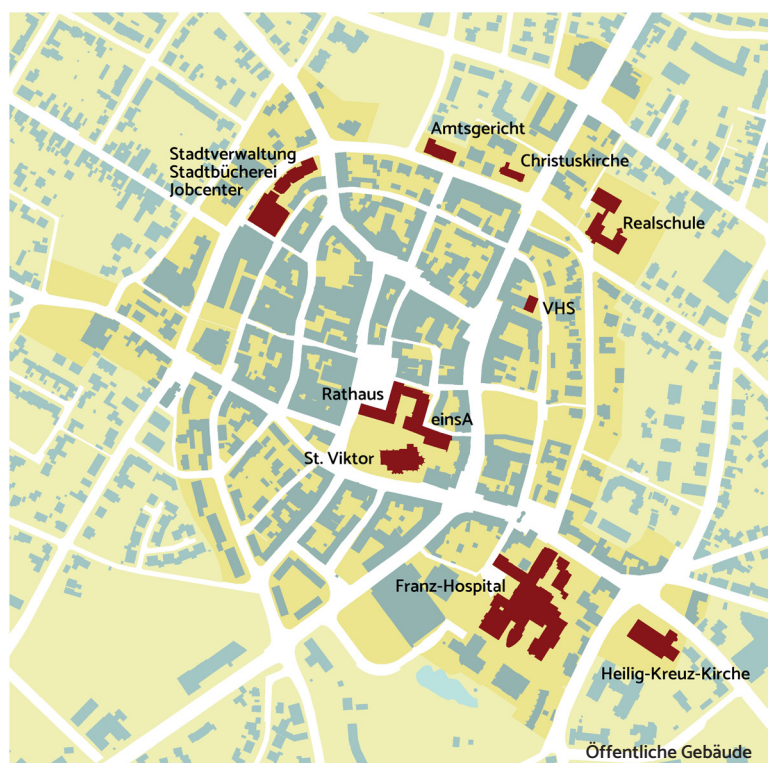 Amtsgericht
Stadtverwaltung
Stadtbücherei
Jobcenter
Christuskirche
Realschule
VHS
Rathaus
einsA
St. Viktor
Franz-Hospital
Heilig-Kreuz-Kirche
Öffentliche Gebäude